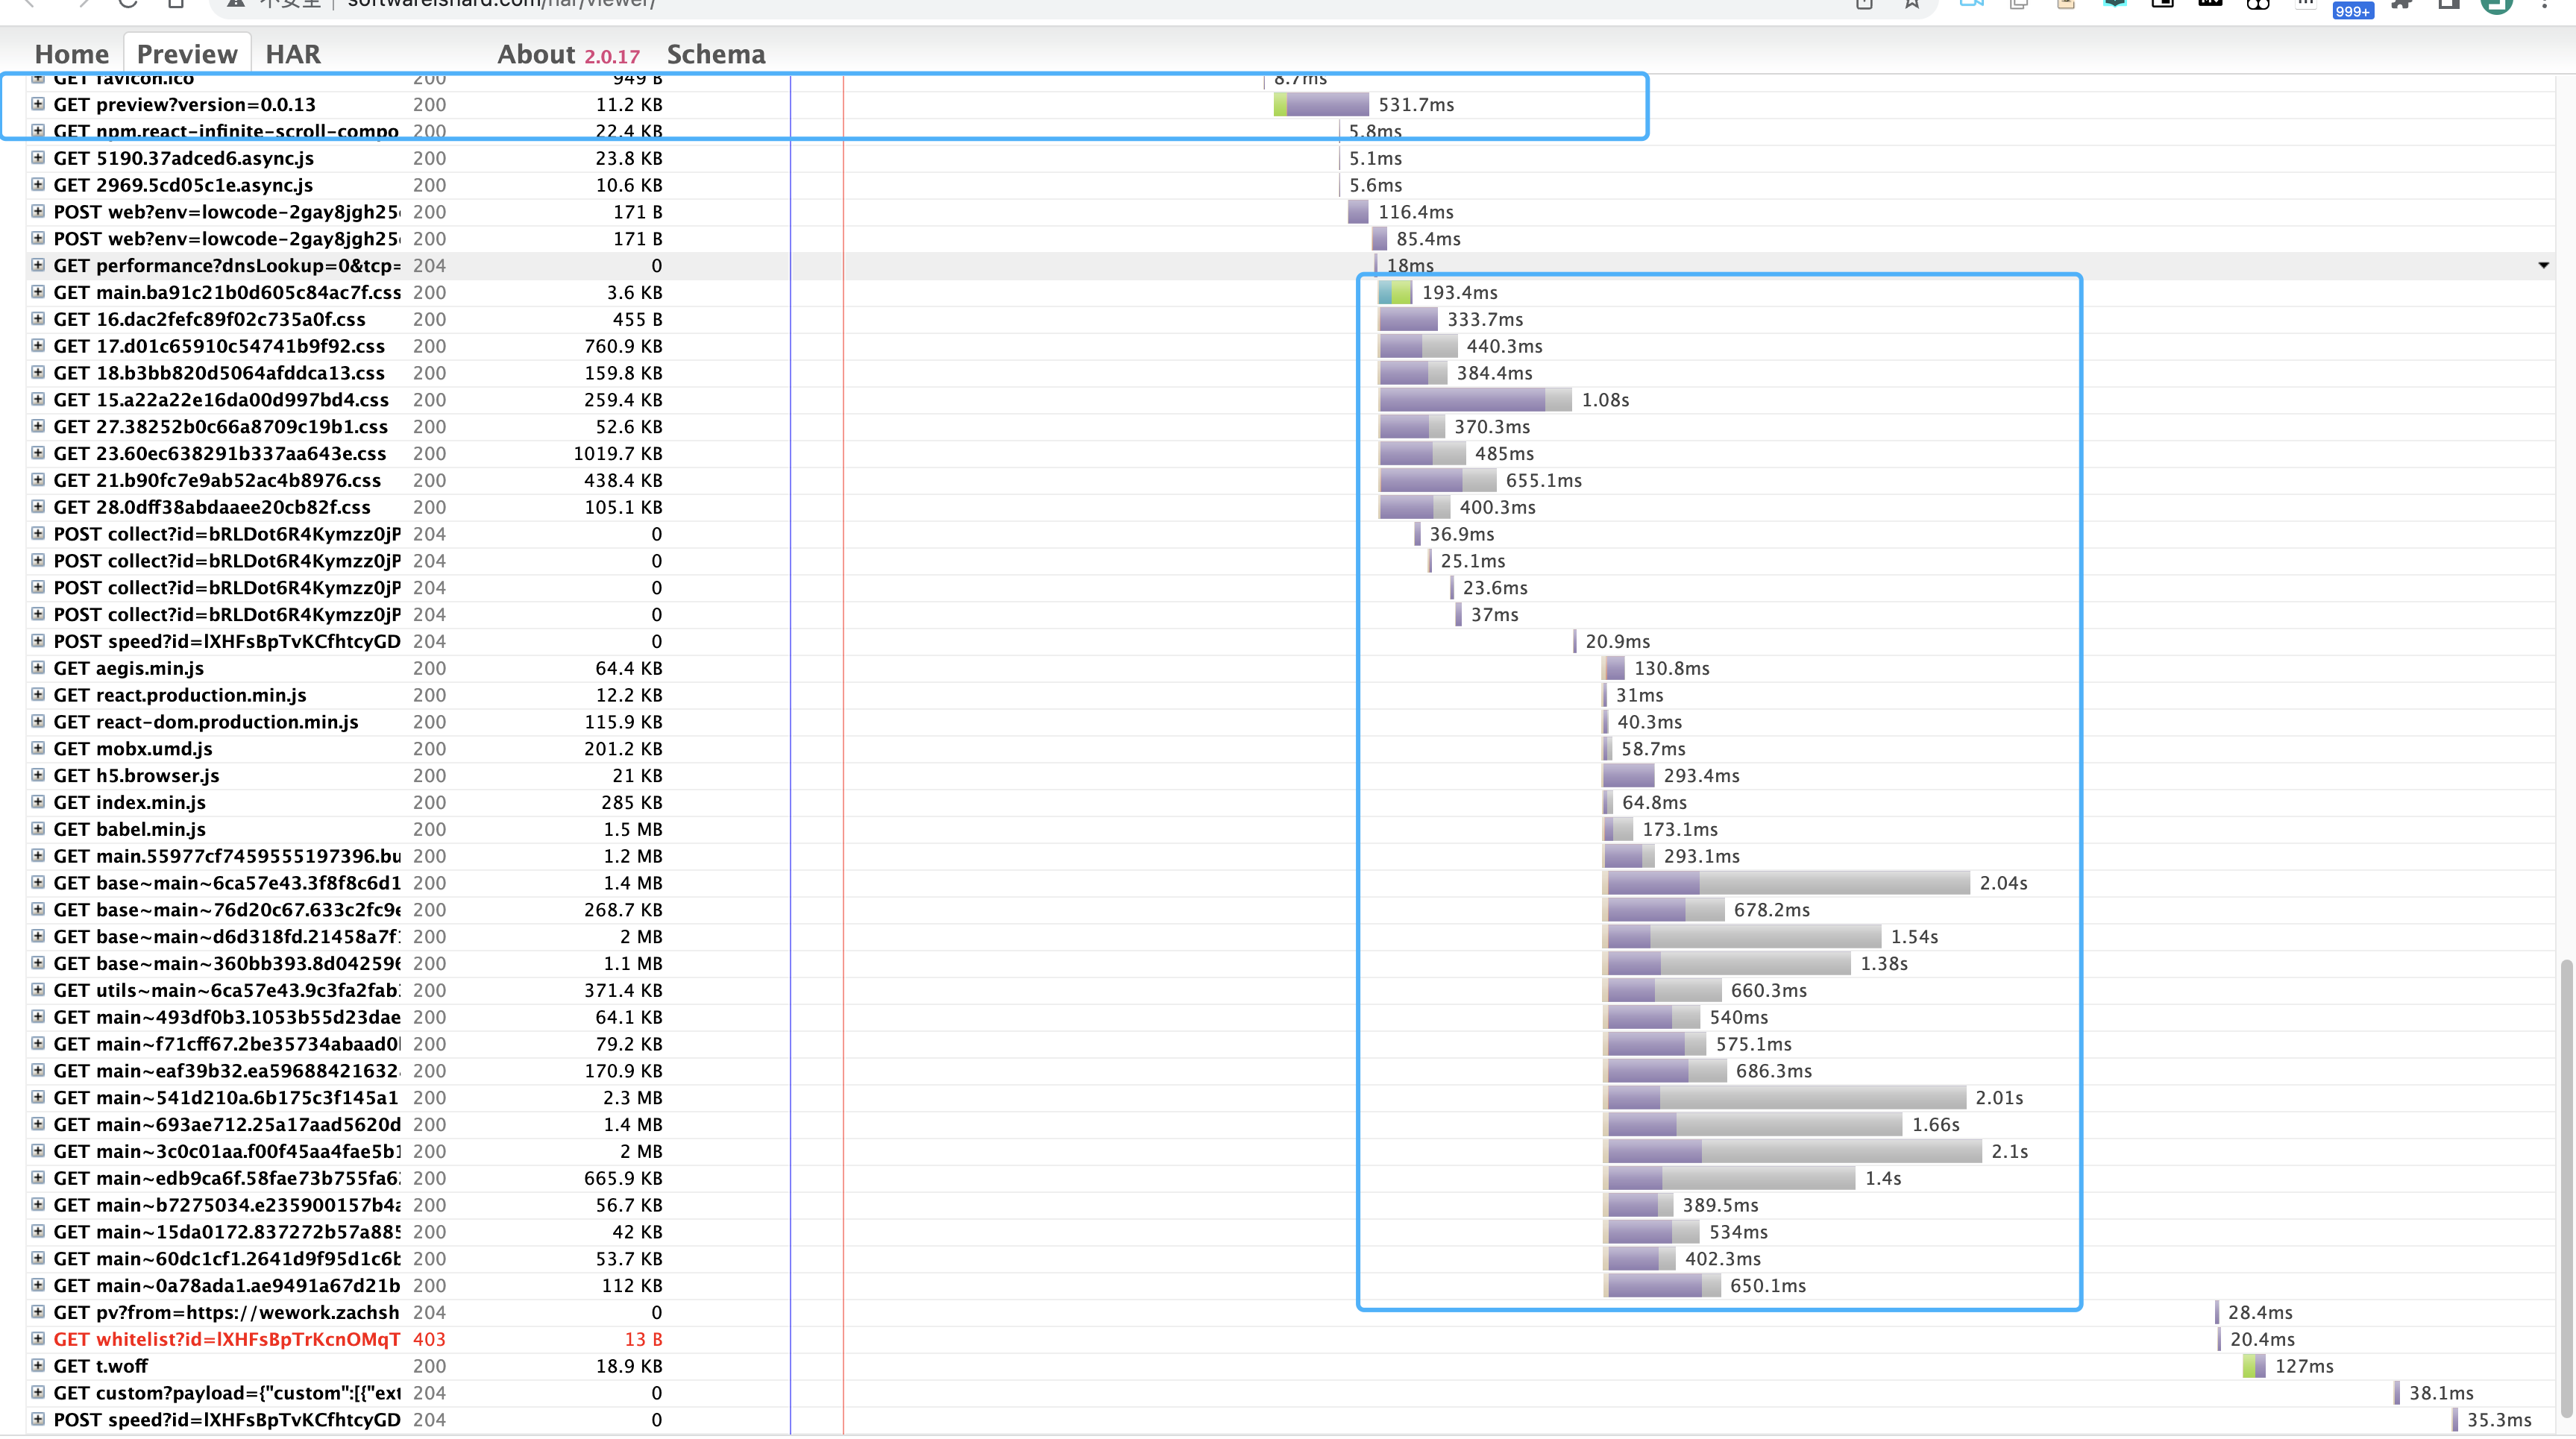 不安全 | softwareishard.com/har/viewer/
999+
Home Preview HAR About 2.0.17 Schema
GET favicon.ico 200 949 B 8.7ms
GET preview?version=0.0.13 200 11.2 KB 531.7ms
GET npm.react-infinite-scroll-compo 200 22.4 KB 5.8ms
GET 5190.37adced6.async.js 200 23.8 KB 5.1ms
GET 2969.5cd05c1e.async.js 200 10.6 KB 5.6ms
POST web?env=lowcode-2gay8jgh25 200 171 B 116.4ms
POST web?env=lowcode-2gay8jgh25 200 171 B 85.4ms
GET performance?dnsLookup=0&tcp= 204 0 18ms
GET main.ba91c21b0d605c84ac7f.css 200 3.6 KB 193.4ms
GET 16.dac2fefc89f02c735a0f.css 200 455 B 333.7ms
GET 17.d01c65910c54741b9f92.css 200 760.9 KB 440.3ms
GET 18.b3bb820d5064afddca13.css 200 159.8 KB 384.4ms
GET 15.a22a22e16da00d997bd4.css 200 259.4 KB 1.08s
GET 27.38252b0c66a8709c19b1.css 200 52.6 KB 370.3ms
GET 23.60ec638291b337aa643e.css 200 1019.7 KB 485ms
GET 21.b90fc7e9ab52ac4b8976.css 200 438.4 KB 655.1ms
GET 28.0dff38abdaaee20cb82f.css 200 105.1 KB 400.3ms
POST collect?id=bRLDot6R4Kymzz0jP 204 0 36.9ms
POST collect?id=bRLDot6R4Kymzz0jP 204 0 25.1ms
POST collect?id=bRLDot6R4Kymzz0jP 204 0 23.6ms
POST collect?id=bRLDot6R4Kymzz0jP 204 0 37ms
POST speed?id=lXHFsBpTvKCfhtcyGD 204 0 20.9ms
GET aegis.min.js 200 64.4 KB 130.8ms
GET react.production.min.js 200 12.2 KB 31ms
GET react-dom.production.min.js 200 115.9 KB 40.3ms
GET mobx.umd.js 200 201.2 KB 58.7ms
GET h5.browser.js 200 21 KB 293.4ms
GET index.min.js 200 285 KB 64.8ms
GET babel.min.js 200 1.5 MB 173.1ms
GET main.55977cf7459555197396.bu 200 1.2 MB 293.1ms
GET base~main~6ca57e43.3f8f8c6d1 200 1.4 MB 2.04s
GET base~main~76d20c67.633c2fc9e 200 268.7 KB 678.2ms
GET base~main~d6d318fd.21458a7f 200 2 MB 1.54s
GET base~main~360bb393.8d042596 200 1.1 MB 1.38s
GET utils~main~6ca57e43.9c3fa2fab 200 371.4 KB 660.3ms
GET main~493df0b3.1053b55d23dae 200 64.1 KB 540ms
GET main~f71cff67.2be35734abaad0 200 79.2 KB 575.1ms
GET main~eaf39b32.ea59688421632 200 170.9 KB 686.3ms
GET main~541d210a.6b175c3f145a1 200 2.3 MB 2.01s
GET main~693ae712.25a17aad5620d 200 1.4 MB 1.66s
GET main~3c0c01aa.f00f45aa4fae5b1 200 2 MB 2.1s
GET main~edb9ca6f.58fae73b755fa6 200 665.9 KB 1.4s
GET main~b7275034.e235900157b4a 200 56.7 KB 389.5ms
GET main~15da0172.837272b57a885 200 42 KB 534ms
GET main~60dc1cf1.2641d9f95d1c6b 200 53.7 KB 402.3ms
GET main~0a78ada1.ae9491a67d21b 200 112 KB 650.1ms
GET pv?from=https://wework.zachsh 204 0 28.4ms
GET whitelist?id=lXHFsBpTrKcnOMqT 403 13 B 20.4ms
GET t.woff 200 18.9 KB 127ms
GET custom?payload={"custom":[{"ext 204 0 38.1ms
POST speed?id=lXHFsBpTvKCfhtcyGD 204 0 35.3ms